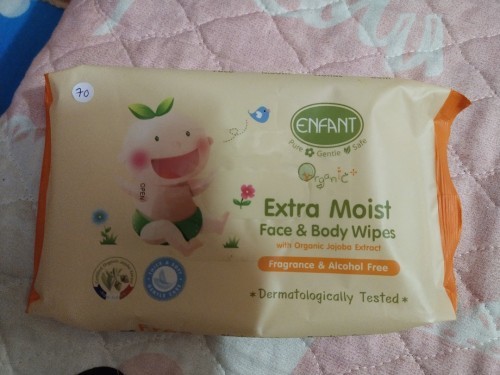 70
ENFANT
Pure Gentle Safe
Organic
Extra Moist
Face & Body Wipes
with Organic Jojoba Extract
Fragrance & Alcohol Free
*Dermatologically Tested*
OPEN